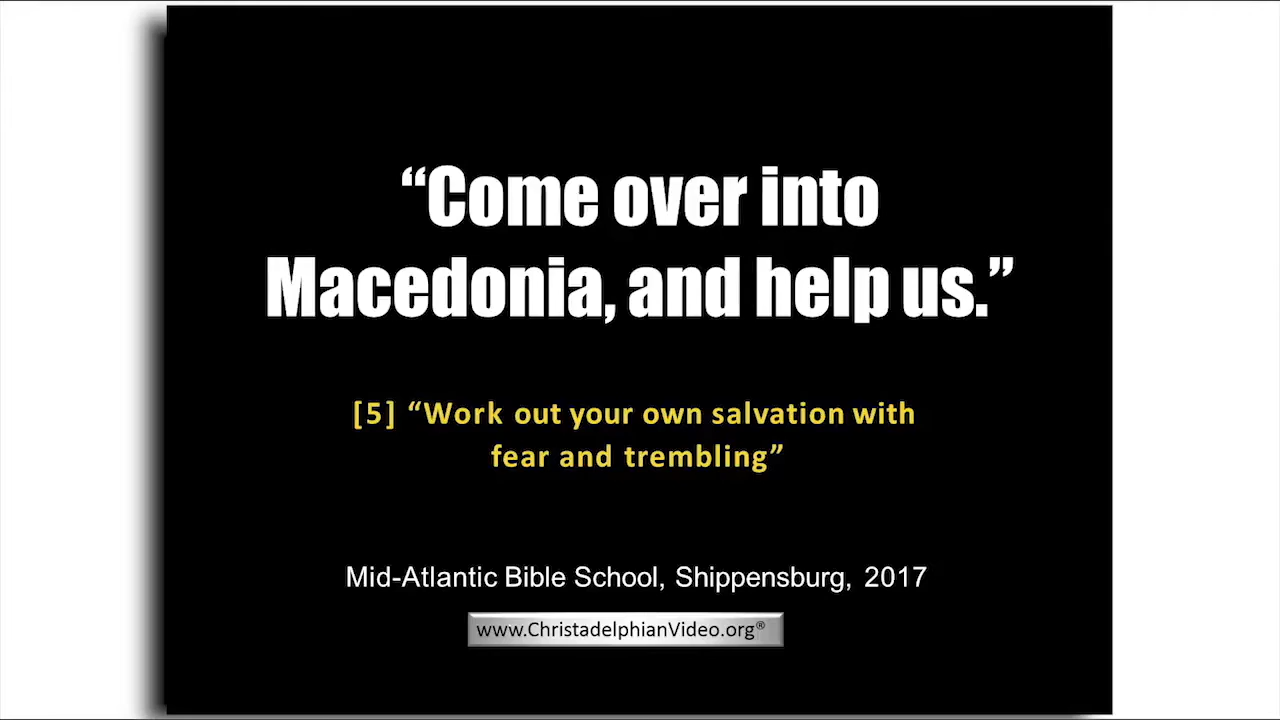 “Come over into
Macedonia, and help us.”
[5] “Work out your own salvation with
fear and trembling”
Mid-Atlantic Bible School, Shippensburg, 2017
www.ChristadelphianVideo.org®